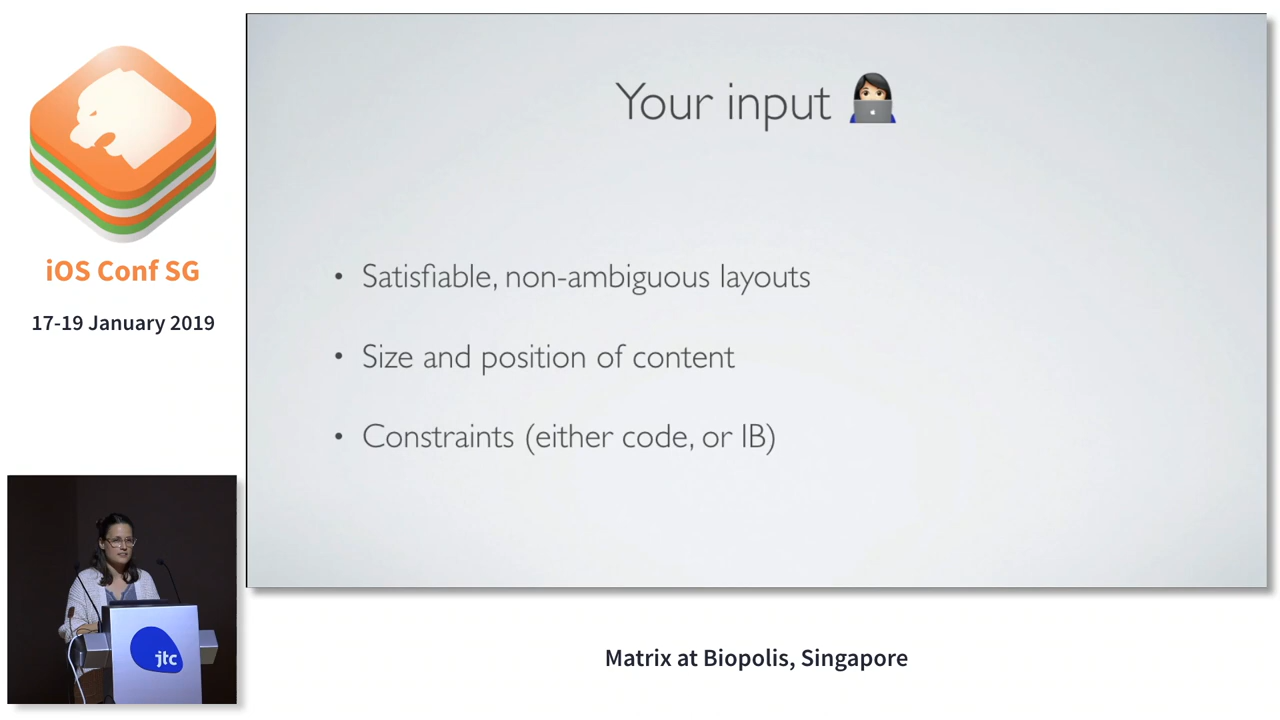 iOS Conf SG
17-19 January 2019
Your input
• Satisfiable, non-ambiguous layouts
• Size and position of content
• Constraints (either code, or IB)
jtc
Matrix at Biopolis, Singapore